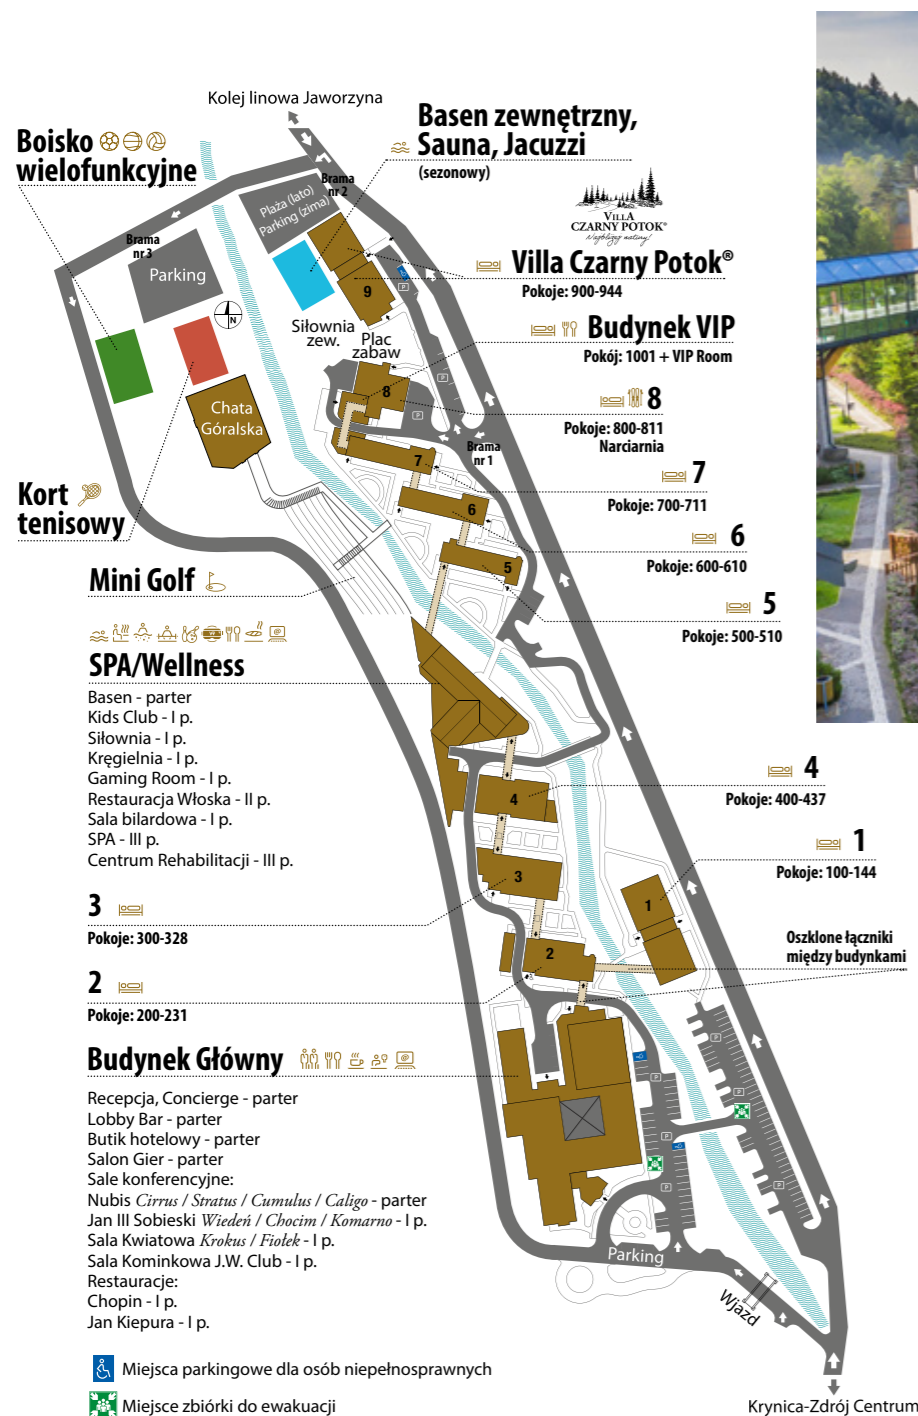 Kolej linowa Jaworzyna
Boisko
wielofunkcyjne
Basen zewnętrzny,
Sauna, Jacuzzi
(sezonowy)
Brama
nr 2
Plaża (lato)
Parking (zima)
VILLA
CZARNY POTOK®
Najbliżej natury!
Brama
nr 3
Parking
Villa Czarny Potok®
Pokoje: 900-944
9
N
Siłownia
zew.
Plac
zabaw
Budynek VIP
Pokój: 1001 + VIP Room
8
8
Pokoje: 800-811
Narciarnia
Chata
Góralska
Brama
nr 1
7
7
Pokoje: 700-711
Kort
tenisowy
6
6
Pokoje: 600-610
Mini Golf
5
5
Pokoje: 500-510
SPA/Wellness
Basen - parter
Kids Club - I p.
Siłownia - I p.
Kręgielnia - I p.
Gaming Room - I p.
Restauracja Włoska - II p.
Sala bilardowa - I p.
SPA - III p.
Centrum Rehabilitacji - III p.
4
4
Pokoje: 400-437
1
1
Pokoje: 100-144
3
3
Pokoje: 300-328
Oszklone łączniki
między budynkami
2
2
Pokoje: 200-231
Budynek Główny
Recepcja, Concierge - parter
Lobby Bar - parter
Butik hotelowy - parter
Salon Gier - parter
Sale konferencyjne:
Nubis Cirrus / Stratus / Cumulus / Caligo - parter
Jan III Sobieski Wiedeń / Chocim / Komarno - I p.
Sala Kwiatowa Krokus / Fiołek - I p.
Sala Kominkowa J.W. Club - I p.
Restauracje:
Chopin - I p.
Jan Kiepura - I p.
P
P
P
P
P
P
P
P
P
Parking
Wjazd
Miejsca parkingowe dla osób niepełnosprawnych
Miejsce zbiórki do ewakuacji
Krynica-Zdrój Centrum